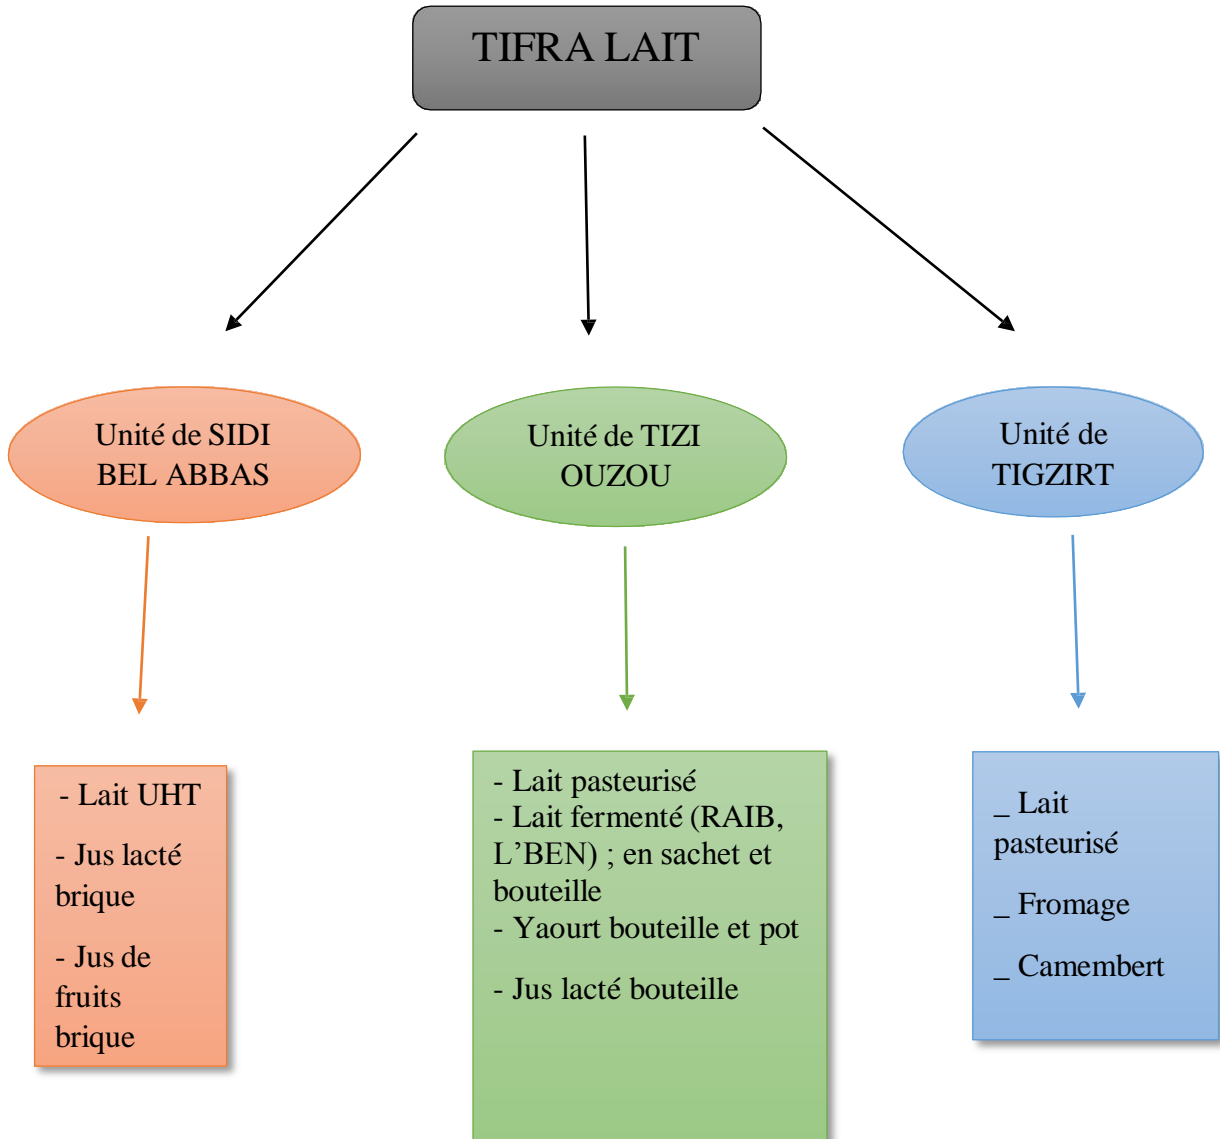 TIFRA LAIT
Unité de SIDI
BEL ABBAS
Unité de TIZI
OUZOU
Unité de
TIGZIRT
- Lait UHT
- Jus lacté
brique
- Jus de
fruits
brique
- Lait pasteurisé
- Lait fermenté (RAIB,
L’BEN) ; en sachet et
bouteille
- Yaourt bouteille et pot
- Jus lacté bouteille
_ Lait
pasteurisé
_ Fromage
_ Camembert